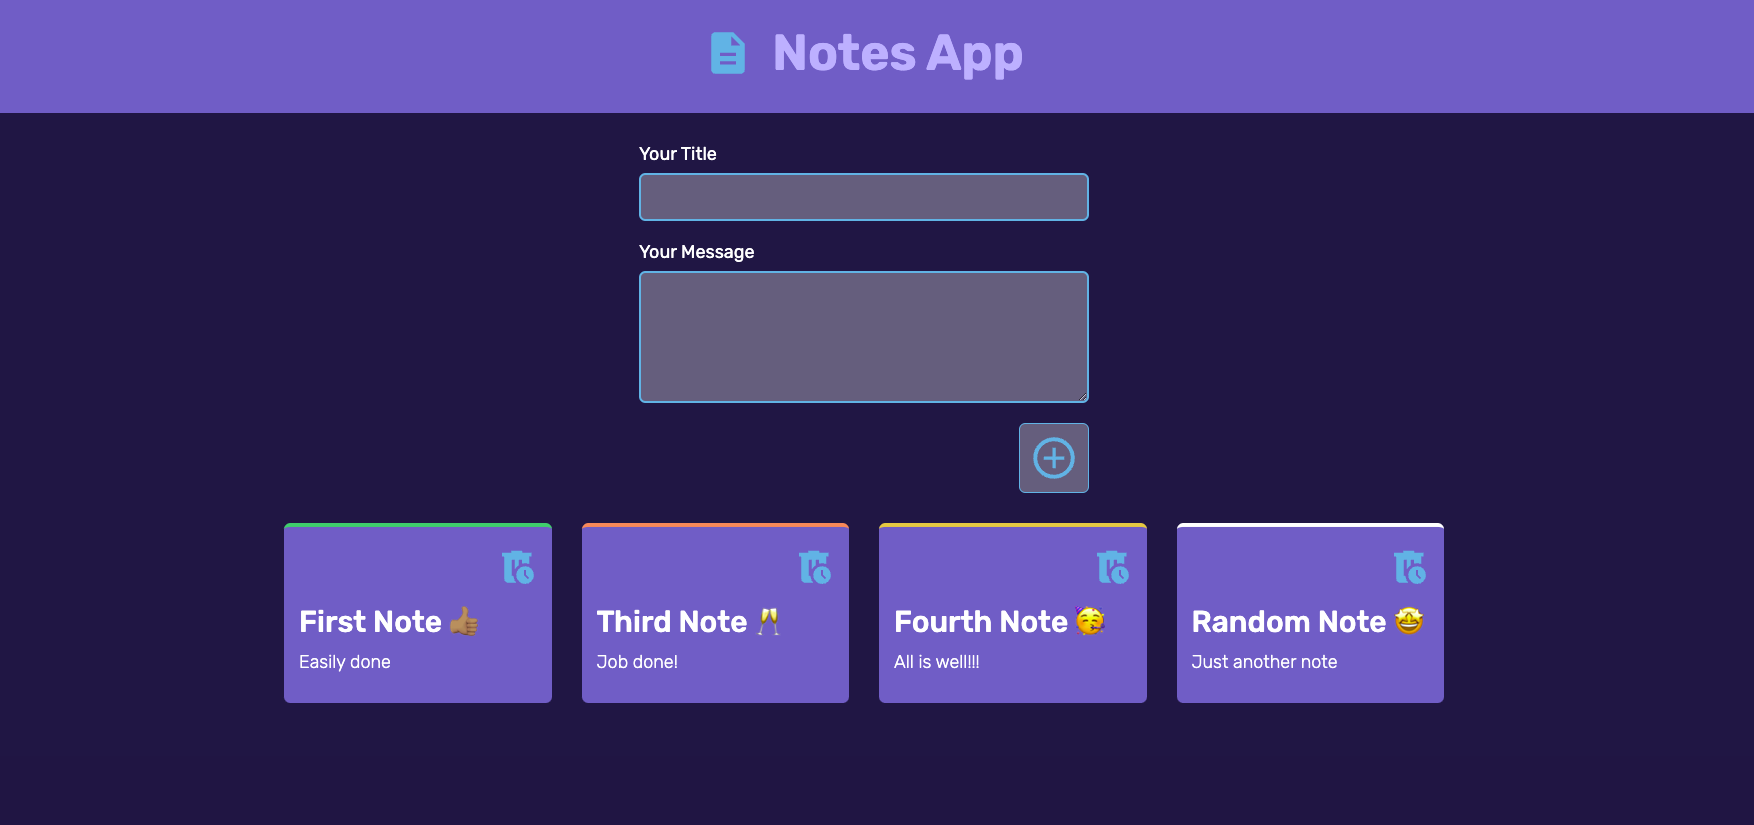 Notes App
Your Title
Your Message
First Note 👍🏾
Easily done
Third Note 🥂
Job done!
Fourth Note 🥳
All is well!!!
Random Note 🤩
Just another note